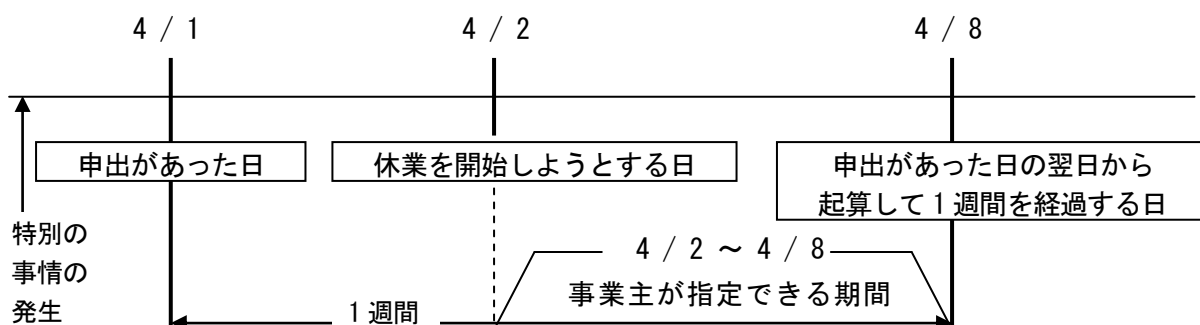 4 / 1
4 / 2
4 / 8
申出があった日
休業を開始しようとする日
申出があった日の翌日から
起算して1週間を経過する日
特別の
事情の
発生
4 / 2 ～ 4 / 8
事業主が指定できる期間
1週間